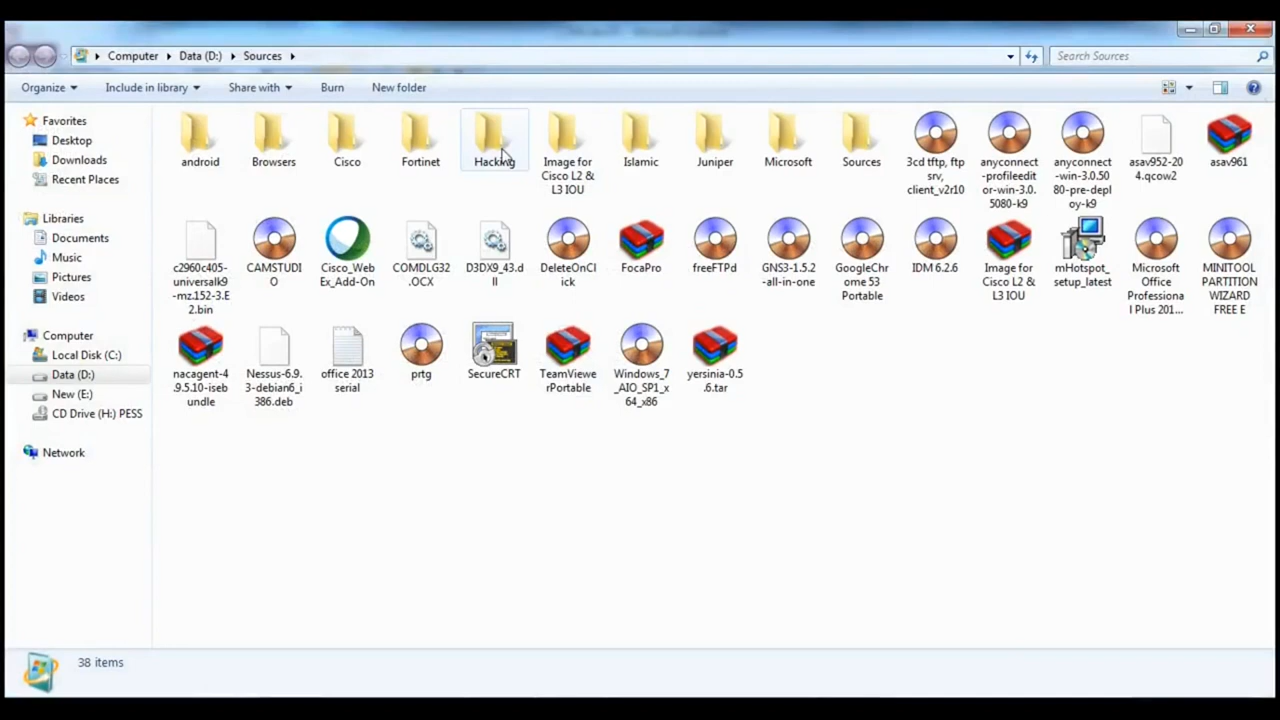 Computer Data (D:) Sources
Search Sources
Organize Include in library Share with Burn New folder
Favorites
Desktop
Downloads
Recent Places
Libraries
Documents
Music
Pictures
Videos
Computer
Local Disk (C:)
Data (D:)
New (E:)
CD Drive (H:) PESS
Network
android
Browsers
Cisco
Fortinet
Hacking
Image for
Cisco L2 &
L3 IOU
Islamic
Juniper
Microsoft
Sources
3cd tftp, ftp
srv,
client_v2r10
anyconnect
-profileedi
tor-win-3.0.
5080-k9
anyconnect
-win-3.0.50
80-pre-depl
oy-k9
asav952-20
4.qcow2
asav961
c2960c405-
universalk9
-mz.152-3.E
2.bin
CAMSTUDI
O
Cisco_Web
Ex_Add-On
COMDLG32
.OCX
D3DX9_43.d
ll
DeleteOnCl
ick
FocaPro
freeFTPd
GNS3-1.5.2
-all-in-one
GoogleChr
ome 53
Portable
IDM 6.2.6
Image for
Cisco L2 &
L3 IOU
mHotspot_
setup_latest
Microsoft
Office
Professiona
l Plus 201...
MINITOOL
PARTITION
WIZARD
FREE E
nacagent-4
.9.5.10-iseb
undle
Nessus-6.9.
3-debian6_i
386.deb
office 2013
serial
prtg
SecureCRT
TeamViewe
rPortable
Windows_7
_AIO_SP1_x
64_x86
yersinia-0.5
.6.tar
38 items